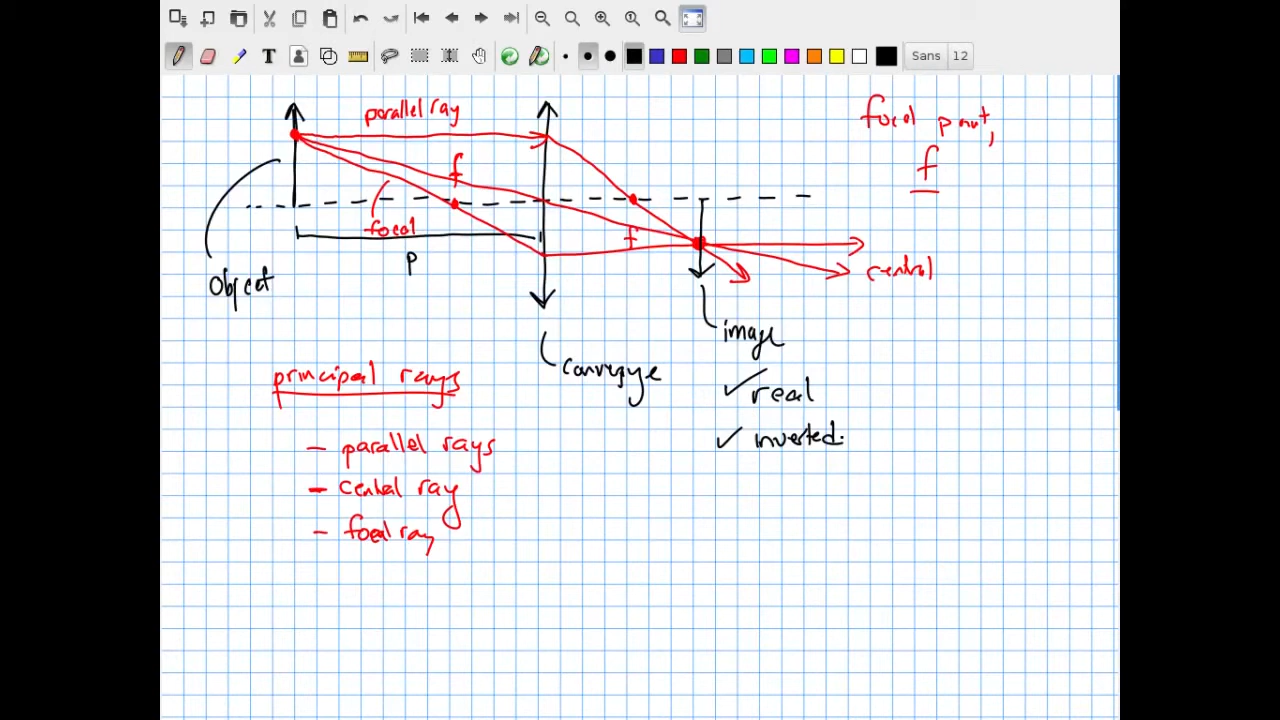 Sans 12
parallel ray
focal point,
f
f
focal
f
p
central
object
image
converge
real
inverted.
principal rays
- parallel rays
- central ray
- focal ray